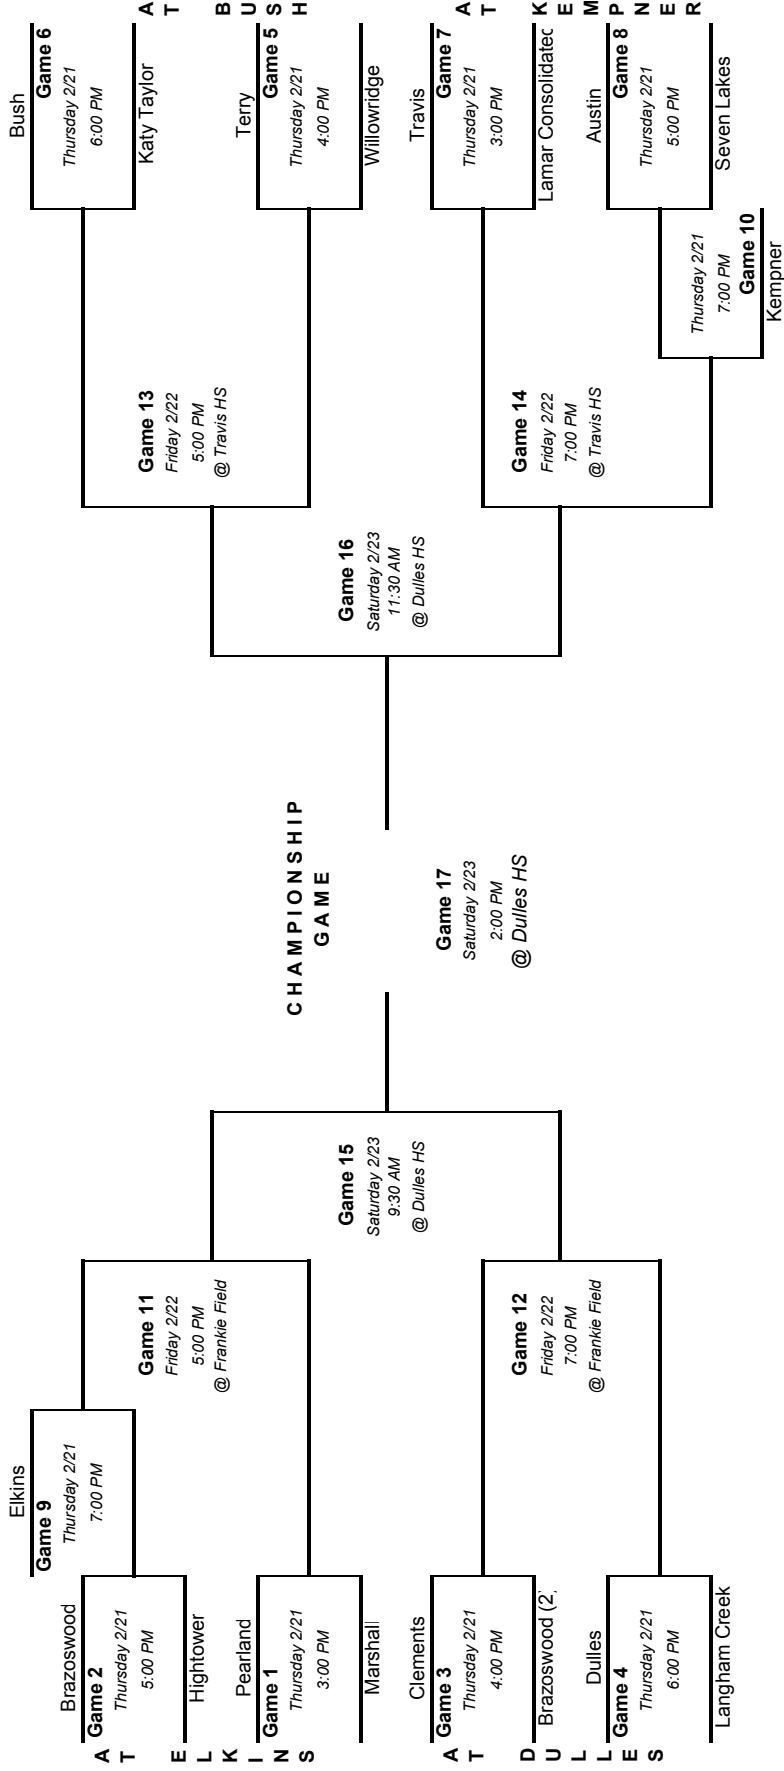 Elkins
Game 9
Thursday 2/21
7:00 PM
Brazoswood
Game 2
Thursday 2/21
5:00 PM
Hightower
Pearland
Game 1
Thursday 2/21
3:00 PM
Marshall
AT ELKINS
Clements
Game 3
Thursday 2/21
4:00 PM
Brazoswood (2)
Dulles
Game 4
Thursday 2/21
6:00 PM
Langham Creek
AT DULLES
Game 11
Friday 2/22
5:00 PM
@ Frankie Field
Game 12
Friday 2/22
7:00 PM
@ Frankie Field
Game 15
Saturday 2/23
9:30 AM
@ Dulles HS
CHAMPIONSHIP
GAME
Game 17
Saturday 2/23
2:00 PM
@ Dulles HS
Game 16
Saturday 2/23
11:30 AM
@ Dulles HS
Game 13
Friday 2/22
5:00 PM
@ Travis HS
Game 14
Friday 2/22
7:00 PM
@ Travis HS
Bush
Game 6
Thursday 2/21
6:00 PM
Katy Taylor
Terry
Game 5
Thursday 2/21
4:00 PM
Willowridge
AT BUSH
Travis
Game 7
Thursday 2/21
3:00 PM
Lamar Consolidated
Austin
Game 8
Thursday 2/21
5:00 PM
Seven Lakes
Thursday 2/21
7:00 PM
Game 10
Kempner
AT KEMPNER